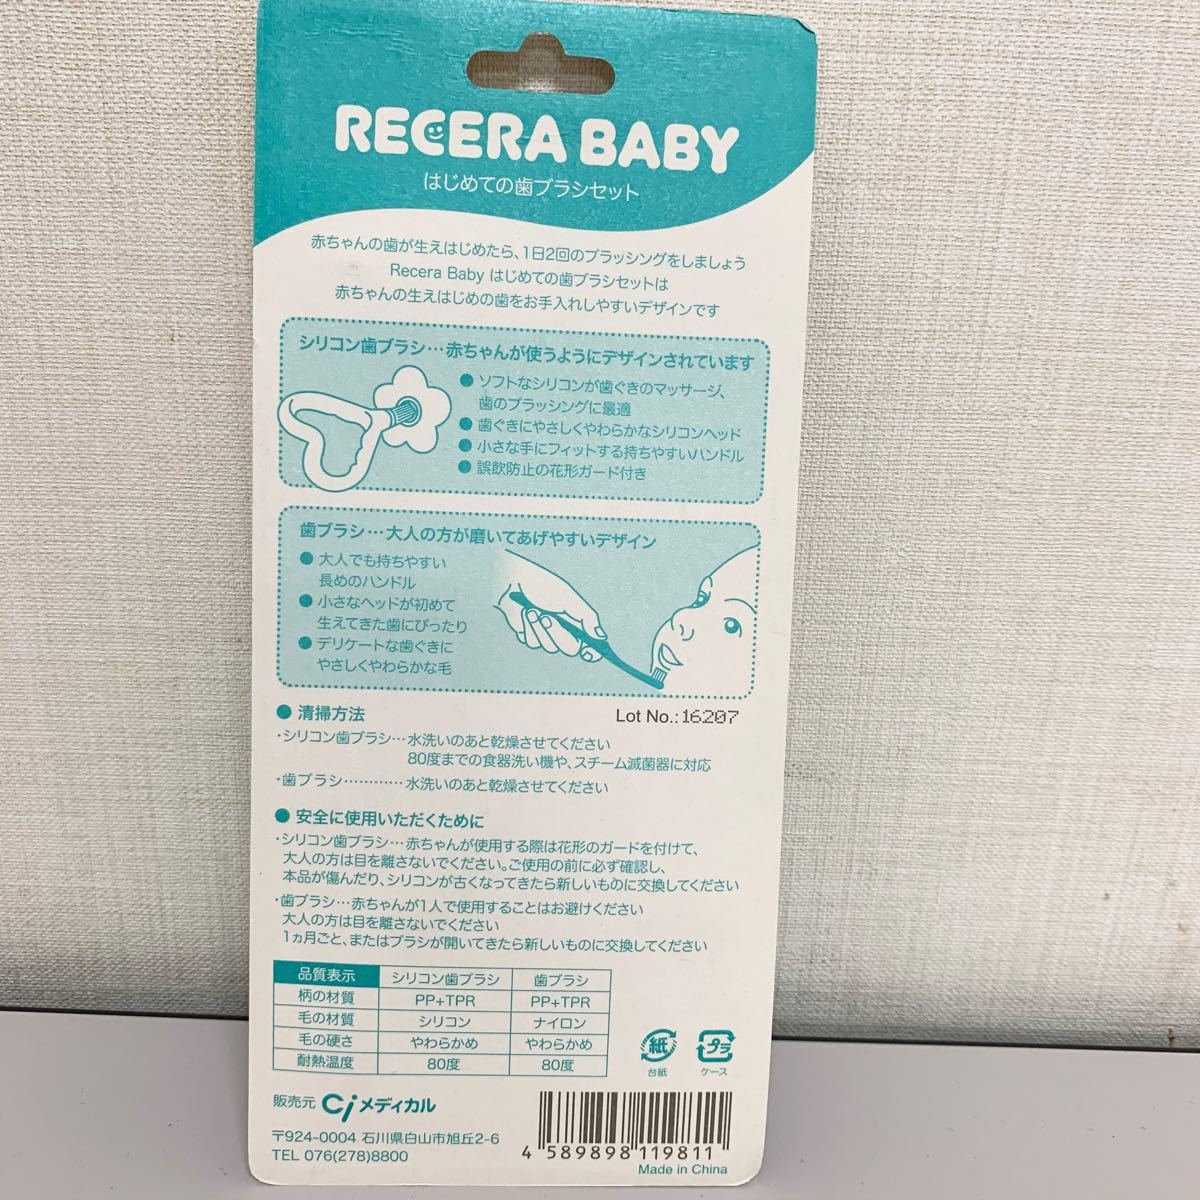 RECERA BABY
はじめての歯ブラシセット
赤ちゃんの歯が生えはじめたら、1日2回のブラッシングをしましょう
Recera Baby はじめての歯ブラシセットは
赤ちゃんの生えはじめの歯をお手入れしやすいデザインです
シリコン歯ブラシ…赤ちゃんが使うようにデザインされています
● ソフトなシリコンが歯ぐきのマッサージ、
歯のブラッシングに最適
● 歯ぐきにやさしくやわらかなシリコンヘッド
● 小さな手にフィットする持ちやすいハンドル
● 誤飲防止の花形ガード付き
歯ブラシ…大人の方が磨いてあげやすいデザイン
● 大人でも持ちやすい
長めのハンドル
● 小さなヘッドが初めて
生えてきた歯にぴったり
● デリケートな歯ぐきに
やさしくやわらかな毛
● 清掃方法
Lot No.:16207
・シリコン歯ブラシ…水洗いのあと乾燥させてください
80度までの食器洗い機や、スチーム滅菌器に対応
・歯ブラシ…………水洗いのあと乾燥させてください
● 安全に使用いただくために
・シリコン歯ブラシ…赤ちゃんが使用する際は花形のガードを付けて、
大人の方は目を離さないでください。ご使用の前に必ず確認し、
本品が傷んだり、シリコンが古くなってきたら新しいものに交換してください
・歯ブラシ…赤ちゃんが1人で使用することはお避けください
大人の方は目を離さないでください
1ヵ月ごと、またはブラシが開いてきたら新しいものに交換してください
品質表示 シリコン歯ブラシ 歯ブラシ
柄の材質 PP+TPR PP+TPR
毛の材質 シリコン ナイロン
毛の硬さ やわらかめ やわらかめ
耐熱温度 80度 80度
紙 プラ
台紙 ケース
販売元 Ci メディカル
〒924-0004 石川県白山市旭丘2-6
TEL 076(278)8800
4 589898 119811
Made in China